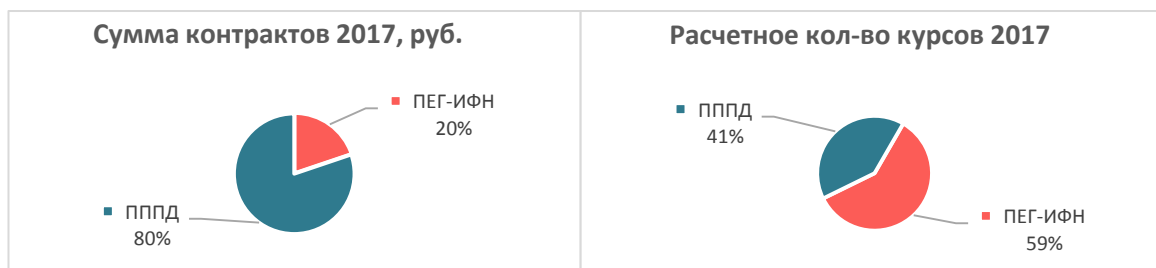 Сумма контрактов 2017, руб.
ПЕГ-ИФН
20%
ПППД
80%
Расчетное кол-во курсов 2017
ПППД
41%
ПЕГ-ИФН
59%